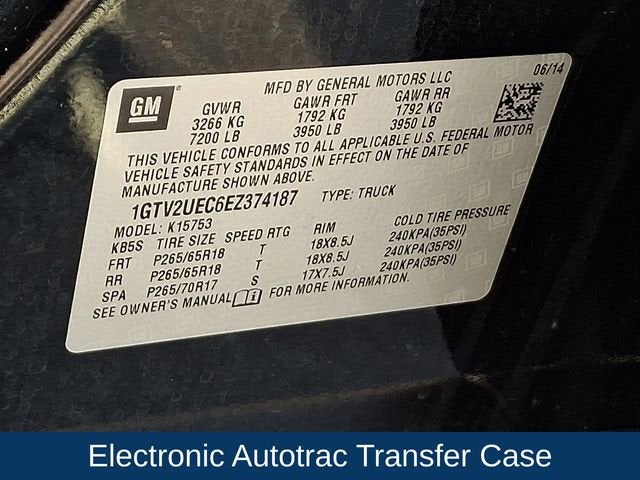 MFD BY GENERAL MOTORS LLC
06/14
GM ®
GVWR GAWR FRT GAWR RR
3266 KG 1792 KG 1792 KG
7200 LB 3950 LB 3950 LB
THIS VEHICLE CONFORMS TO ALL APPLICABLE U.S. FEDERAL MOTOR
VEHICLE SAFETY STANDARDS IN EFFECT ON THE DATE OF
MANUFACTURE SHOWN ABOVE.
1GTV2UEC6EZ374187 TYPE: TRUCK
MODEL: K15753
KB5S TIRE SIZE SPEED RTG RIM COLD TIRE PRESSURE
FRT P265/65R18 T 18X8.5J 240KPA(35PSI)
RR P265/65R18 T 18X8.5J 240KPA(35PSI)
SPA P265/70R17 S 17X7.5J 240KPA(35PSI)
SEE OWNER'S MANUAL FOR MORE INFORMATION.
Electronic Autotrac Transfer Case